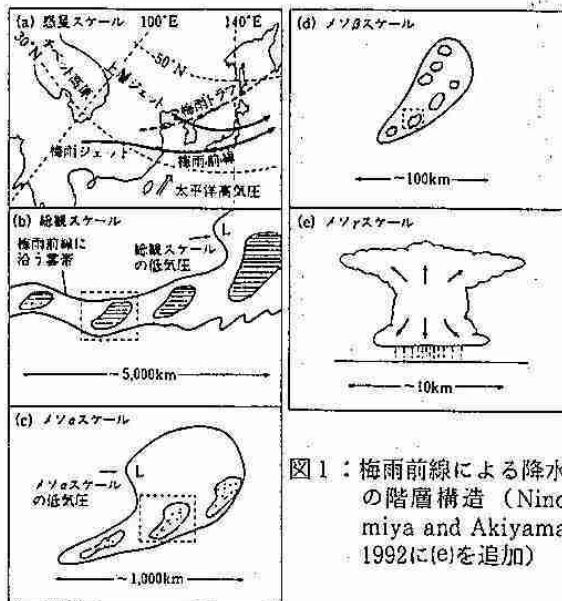 (a) 惑星スケール
100°E
140°E
30°N
50°N
チベット高原
上層ジェット
梅雨トラフ
梅雨ジェット
梅雨前線
太平洋高気圧
(b) 総観スケール
梅雨前線に
沿う雲帯
総観スケール
の低気圧
L
~5,000km
(c) メソαスケール
L
メソαスケール
の低気圧
~1,000km
(d) メソβスケール
~100km
(e) メソγスケール
~10km
図1:梅雨前線による降水
の階層構造 (Nino
miya and Akiyama
1992に(e)を追加)